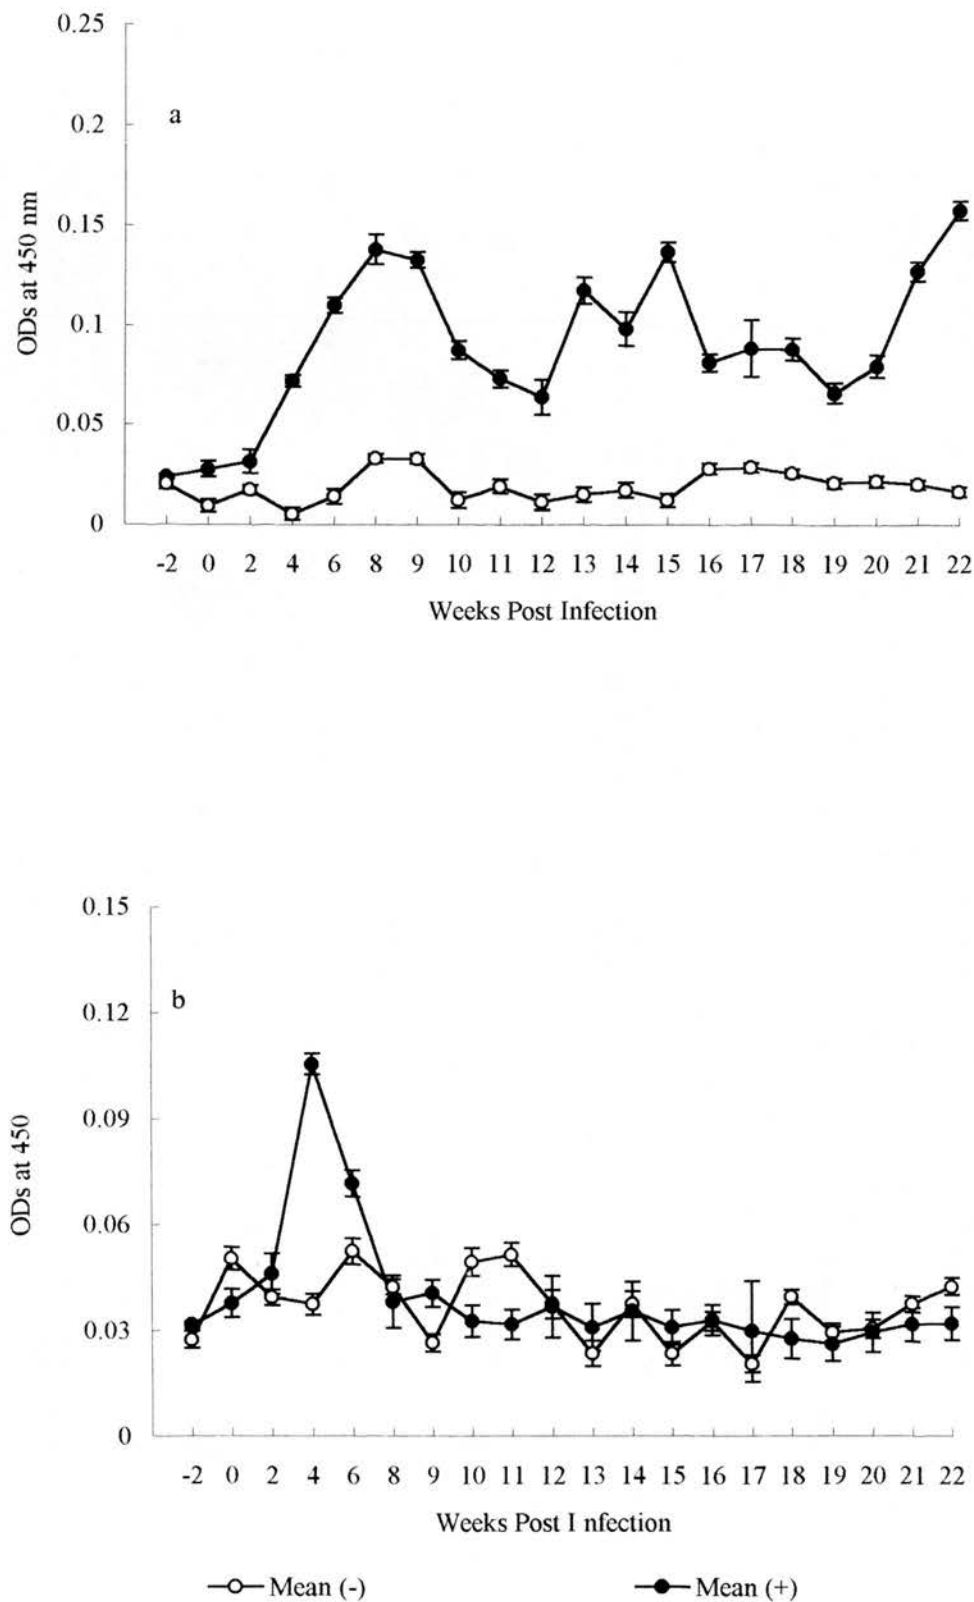 0.25
0.2
a
0.15
0.1
0.05
0
ODs at 450 nm
-2 0 2 4 6 8 9 10 11 12 13 14 15 16 17 18 19 20 21 22
Weeks Post Infection
0.15
b
0.12
0.09
0.06
0.03
0
ODs at 450
-2 0 2 4 6 8 9 10 11 12 13 14 15 16 17 18 19 20 21 22
Weeks Post I nfection
Mean (-) Mean (+)